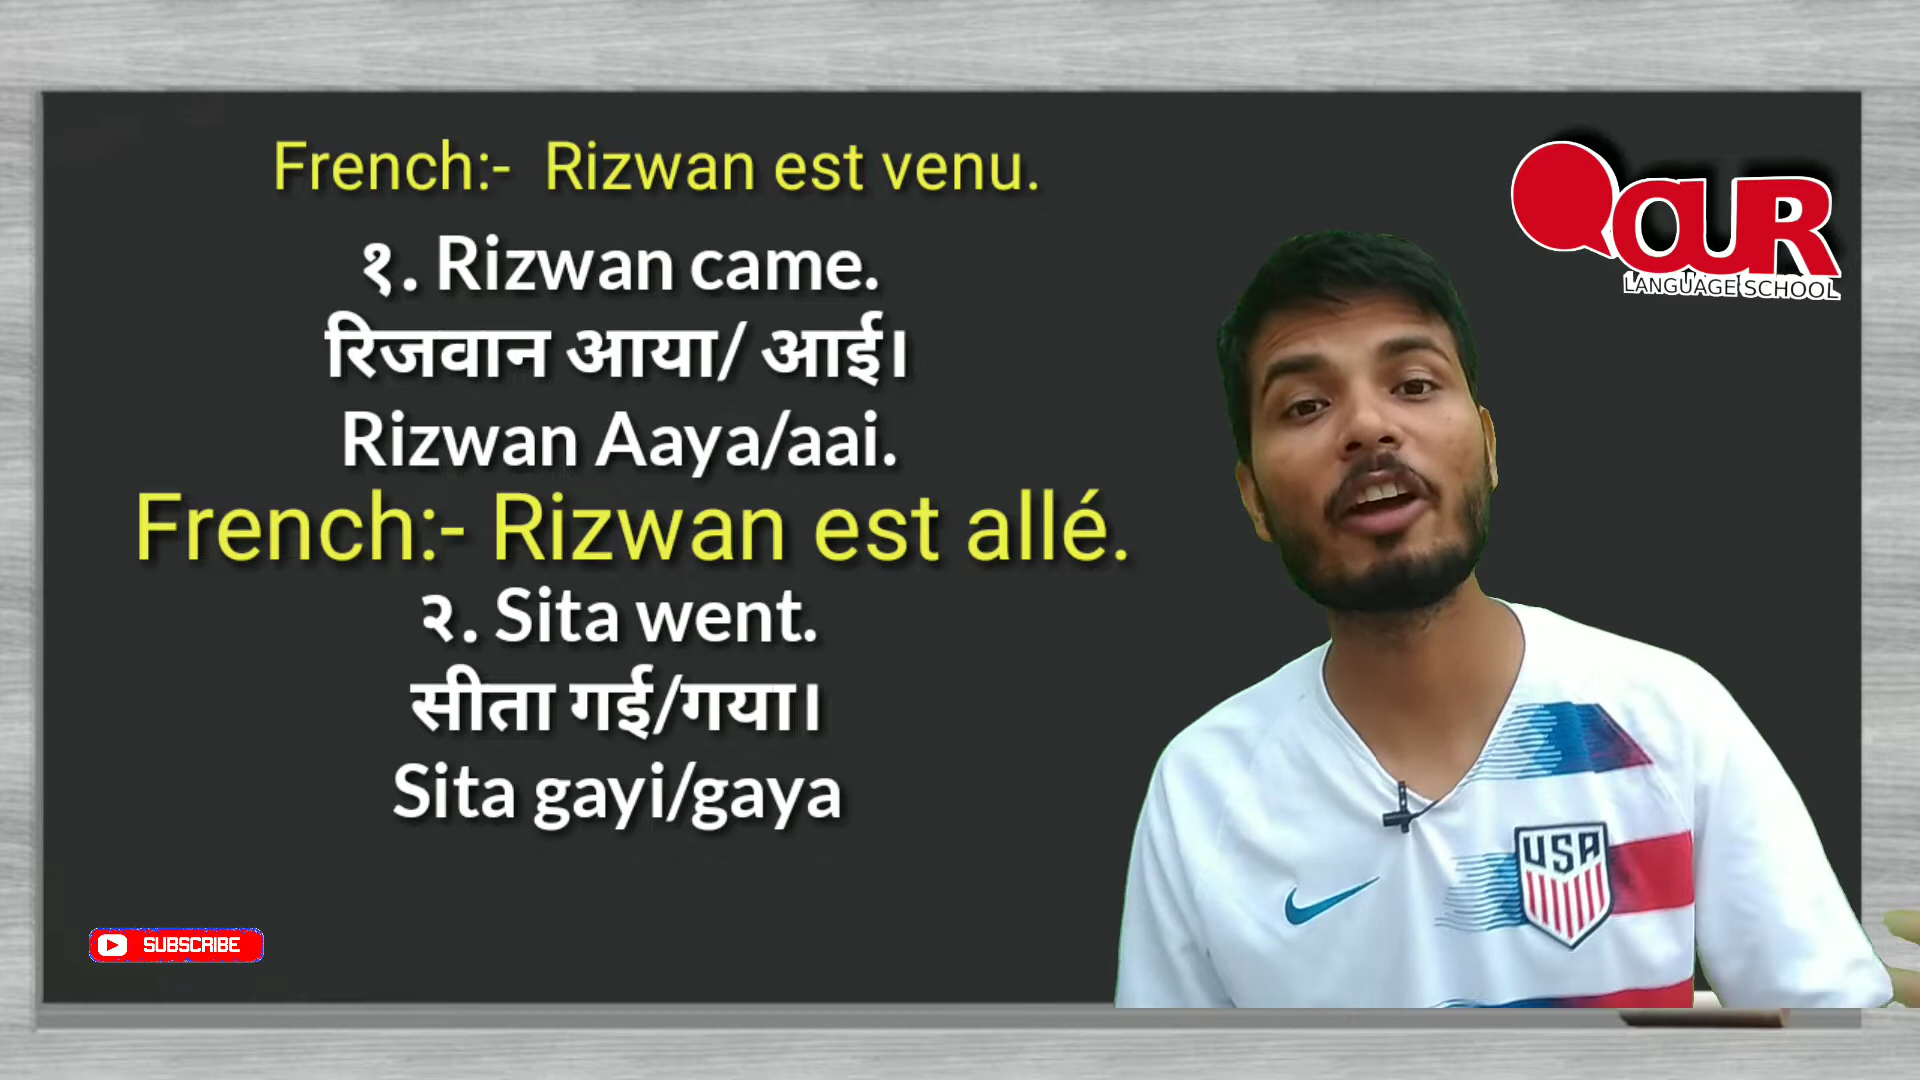 French:- Rizwan est venu.
१. Rizwan came.
रिजवान आया/ आई।
Rizwan Aaya/aai.
French:- Rizwan est allé.
२. Sita went.
सीता गई/गया।
Sita gayi/gaya
OUR
LANGUAGE SCHOOL
USA
SUBSCRIBE